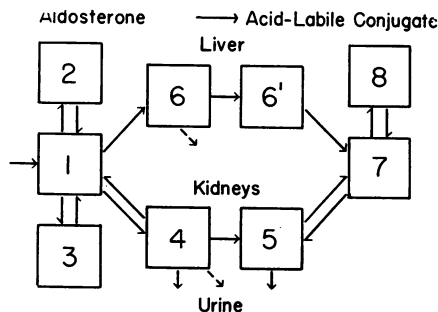 Aldosterone → Acid-Labile Conjugate
Liver
2 6 6' 8
1 7
Kidneys
3 4 5
Urine